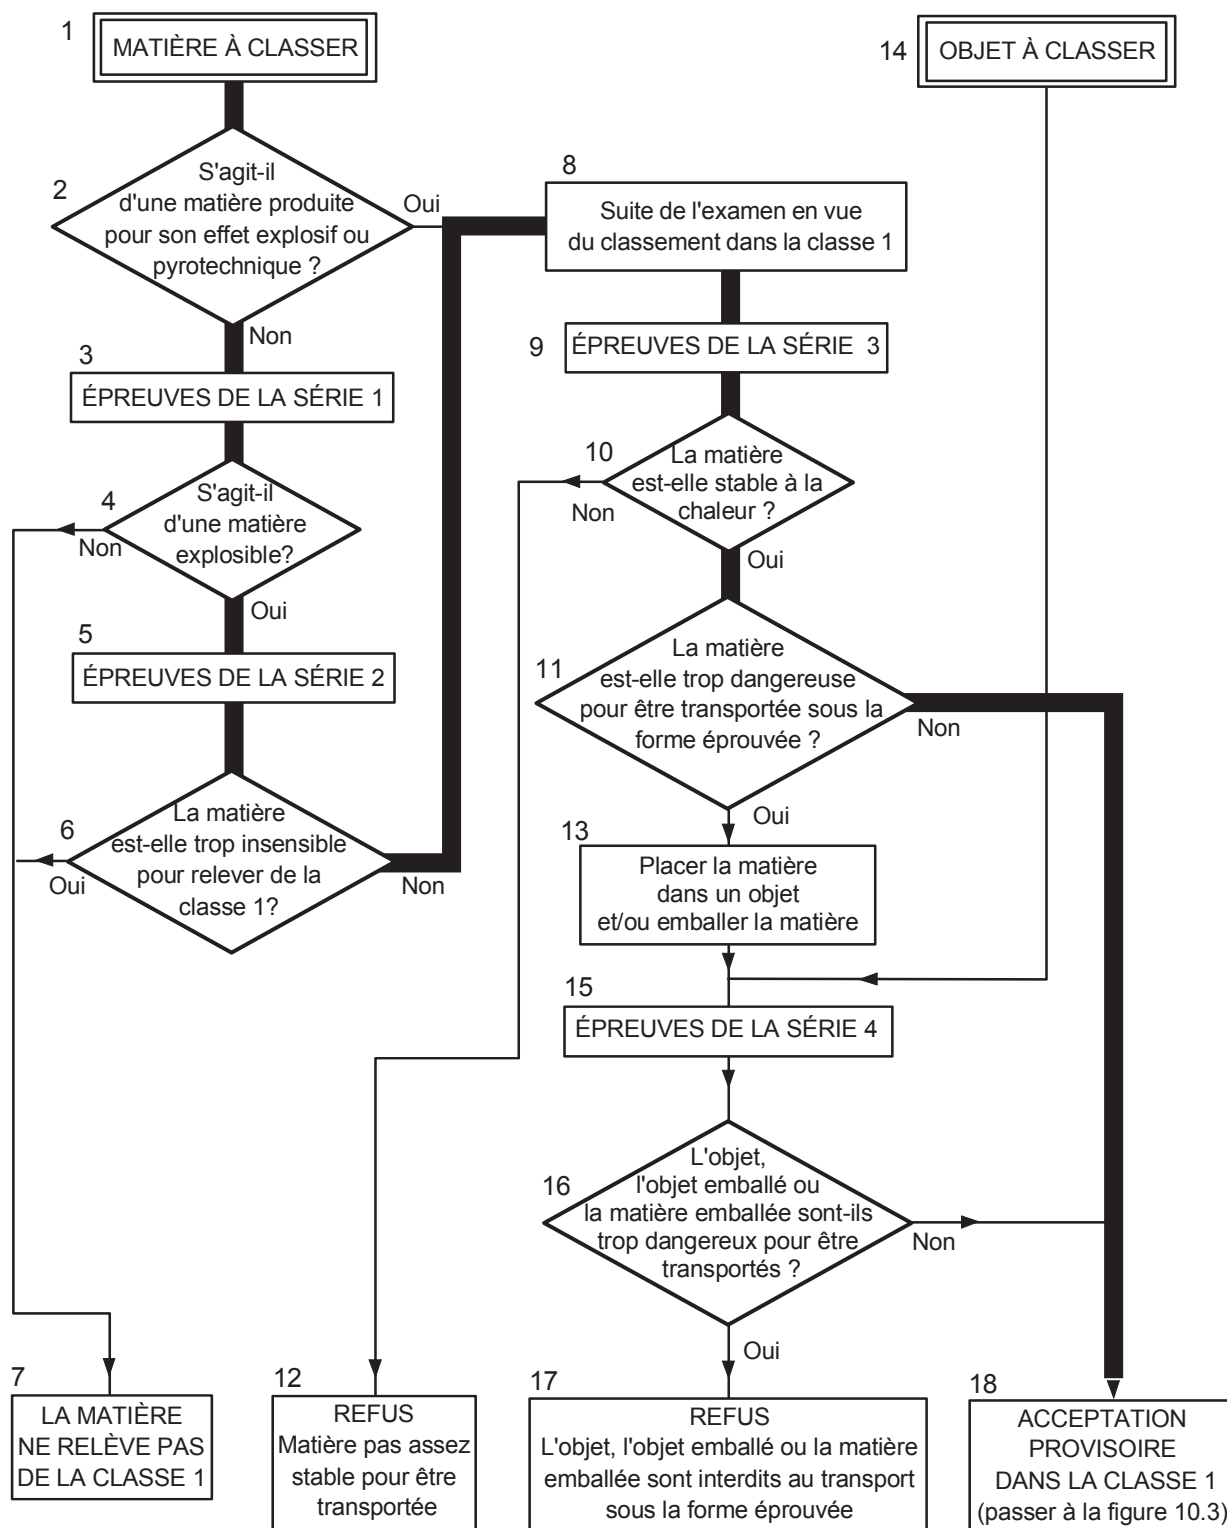 1
MATIÈRE À CLASSER
14
OBJET À CLASSER
2
S'agit-il
d'une matière produite
pour son effet explosif ou
pyrotechnique ?
Oui
Non
8
Suite de l'examen en vue
du classement dans la classe 1
3
ÉPREUVES DE LA SÉRIE 1
9
ÉPREUVES DE LA SÉRIE 3
4
S'agit-il
d'une matière
explosible?
Non
Oui
10
La matière
est-elle stable à la
chaleur ?
Non
Oui
5
ÉPREUVES DE LA SÉRIE 2
11
La matière
est-elle trop dangereuse
pour être transportée sous la
forme éprouvée ?
Non
Oui
6
La matière
est-elle trop insensible
pour relever de la
classe 1?
Oui
Non
13
Placer la matière
dans un objet
et/ou emballer la matière
15
ÉPREUVES DE LA SÉRIE 4
16
L'objet,
l'objet emballé ou
la matière emballée sont-ils
trop dangereux pour être
transportés ?
Non
Oui
7
LA MATIÈRE
NE RELÈVE PAS
DE LA CLASSE 1
12
REFUS
Matière pas assez
stable pour être
transportée
17
REFUS
L'objet, l'objet emballé ou la matière
emballée sont interdits au transport
sous la forme éprouvée
18
ACCEPTATION
PROVISOIRE
DANS LA CLASSE 1
(passer à la figure 10.3)